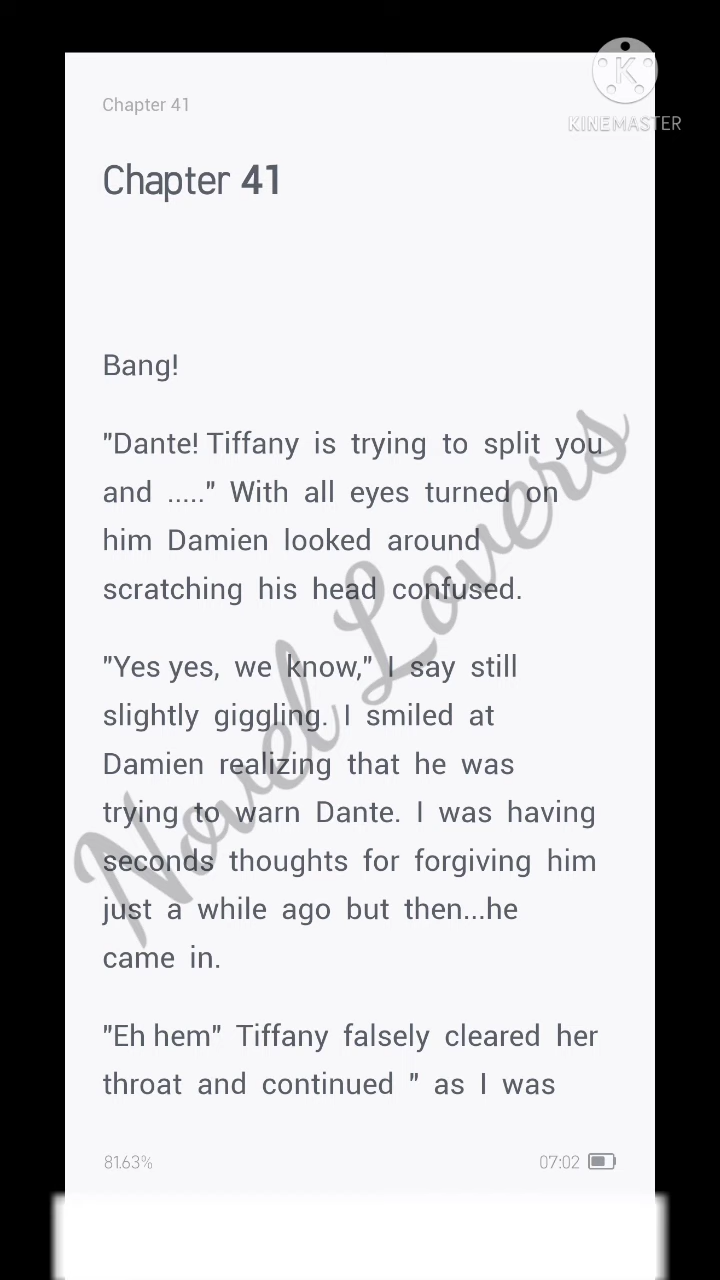 Chapter 41
KINEMASTER
Chapter 41
Bang!
"Dante! Tiffany is trying to split you
and ....." With all eyes turned on
him Damien looked around
scratching his head confused.
"Yes yes, we know," I say still
slightly giggling. I smiled at
Damien realizing that he was
trying to warn Dante. I was having
seconds thoughts for forgiving him
just a while ago but then...he
came in.
"Eh hem" Tiffany falsely cleared her
throat and continued " as I was
Novel Lovers
81.63%
07:02